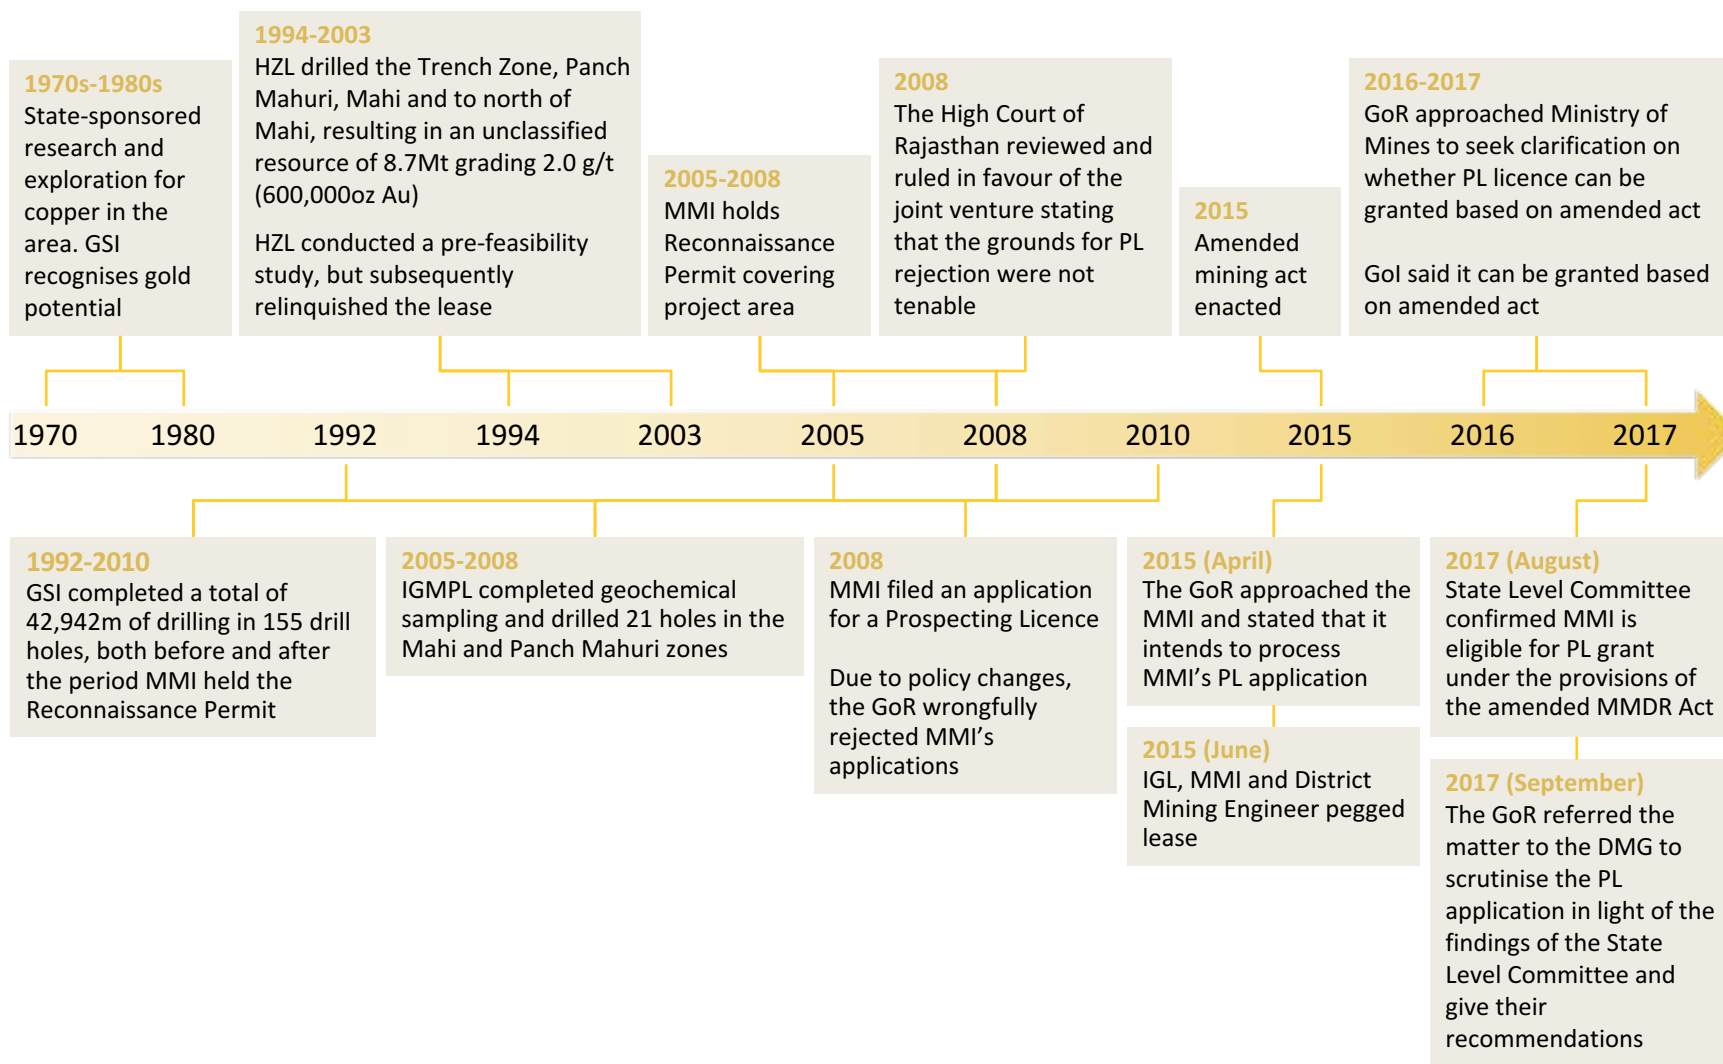 1970s-1980s
State-sponsored
research and
exploration for
copper in the
area. GSI
recognises gold
potential
1994-2003
HZL drilled the Trench Zone, Panch
Mahuri, Mahi and to north of
Mahi, resulting in an unclassified
resource of 8.7Mt grading 2.0 g/t
(600,000oz Au)
HZL conducted a pre-feasibility
study, but subsequently
relinquished the lease
2005-2008
MMI holds
Reconnaissance
Permit covering
project area
2008
The High Court of
Rajasthan reviewed and
ruled in favour of the
joint venture stating
that the grounds for PL
rejection were not
tenable
2015
Amended
mining act
enacted
2016-2017
GoR approached Ministry of
Mines to seek clarification on
whether PL licence can be
granted based on amended act
GoI said it can be granted based
on amended act
1970 1980 1992 1994 2003 2005 2008 2010 2015 2016 2017
1992-2010
GSI completed a total of
42,942m of drilling in 155 drill
holes, both before and after
the period MMI held the
Reconnaissance Permit
2005-2008
IGMPL completed geochemical
sampling and drilled 21 holes in the
Mahi and Panch Mahuri zones
2008
MMI filed an application
for a Prospecting Licence
Due to policy changes,
the GoR wrongfully
rejected MMI's
applications
2015 (April)
The GoR approached the
MMI and stated that it
intends to process
MMI's PL application
2015 (June)
IGL, MMI and District
Mining Engineer pegged
lease
2017 (August)
State Level Committee
confirmed MMI is
eligible for PL grant
under the provisions of
the amended MMDR Act
2017 (September)
The GoR referred the
matter to the DMG to
scrutinise the PL
application in light of the
findings of the State
Level Committee and
give their
recommendations